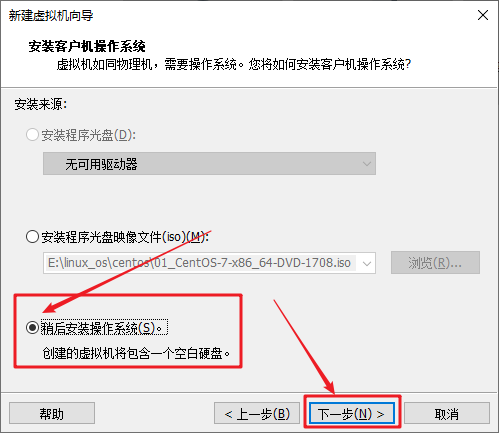 新建虚拟机向导
安装客户机操作系统
虚拟机如同物理机，需要操作系统。您将如何安装客户机操作系统?
安装来源:
安装程序光盘(D):
无可用驱动器
安装程序光盘映像文件(iso)(M):
E:\linux_os\centos\01_CentOS-7-x86_64-DVD-1708.iso
浏览(R)...
稍后安装操作系统(S)。
创建的虚拟机将包含一个空白硬盘。
帮助
< 上一步(B)
下一步(N) >
取消